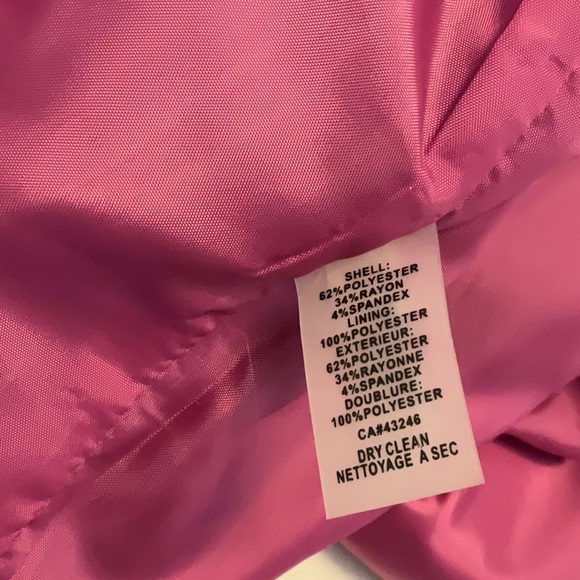 SHELL:
62%POLYESTER
34%RAYON
4%SPANDEX
LINING:
100%POLYESTER
EXTERIEUR:
62%POLYESTER
34%RAYONNE
4%SPANDEX
DOUBLURE:
100%POLYESTER
CA#43246
DRY CLEAN
NETTOYAGE A SEC